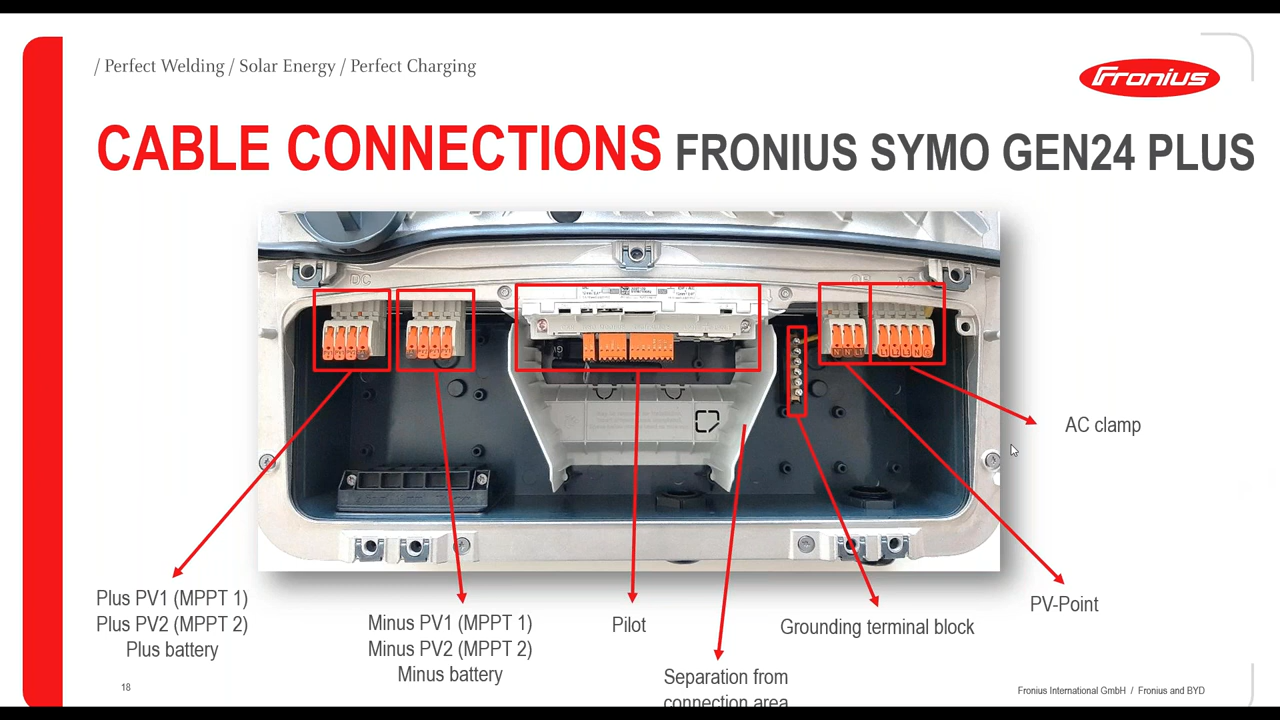 / Perfect Welding / Solar Energy / Perfect Charging
Fronius
CABLE CONNECTIONS FRONIUS SYMO GEN24 PLUS
DC
AC clamp
Plus PV1 (MPPT 1)
Plus PV2 (MPPT 2)
Plus battery
Minus PV1 (MPPT 1)
Minus PV2 (MPPT 2)
Minus battery
Pilot
Separation from
connection area
Grounding terminal block
PV-Point
18
Fronius International GmbH / Fronius and BYD